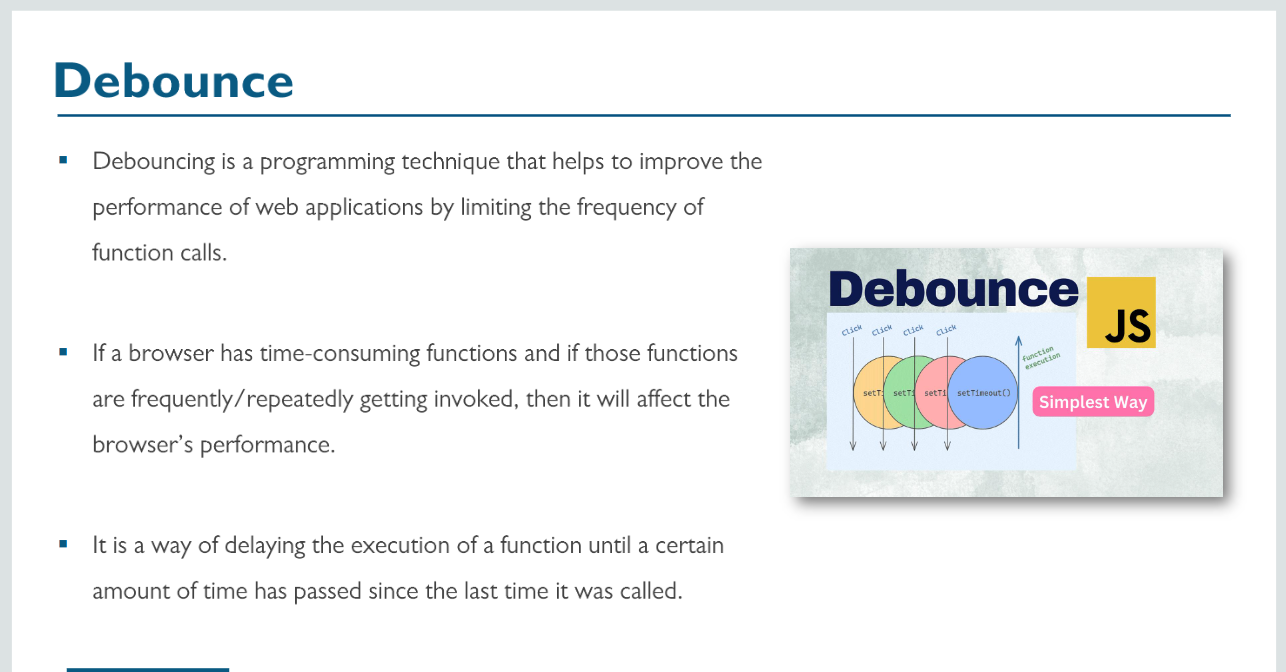 Debounce
Debouncing is a programming technique that helps to improve the
performance of web applications by limiting the frequency of
function calls.
If a browser has time-consuming functions and if those functions
are frequently/repeatedly getting invoked, then it will affect the
browser’s performance.
It is a way of delaying the execution of a function until a certain
amount of time has passed since the last time it was called.
Debounce
JS
Click Click Click Click
function
execution
setTi setTi setTi setTimeout()
Simplest Way